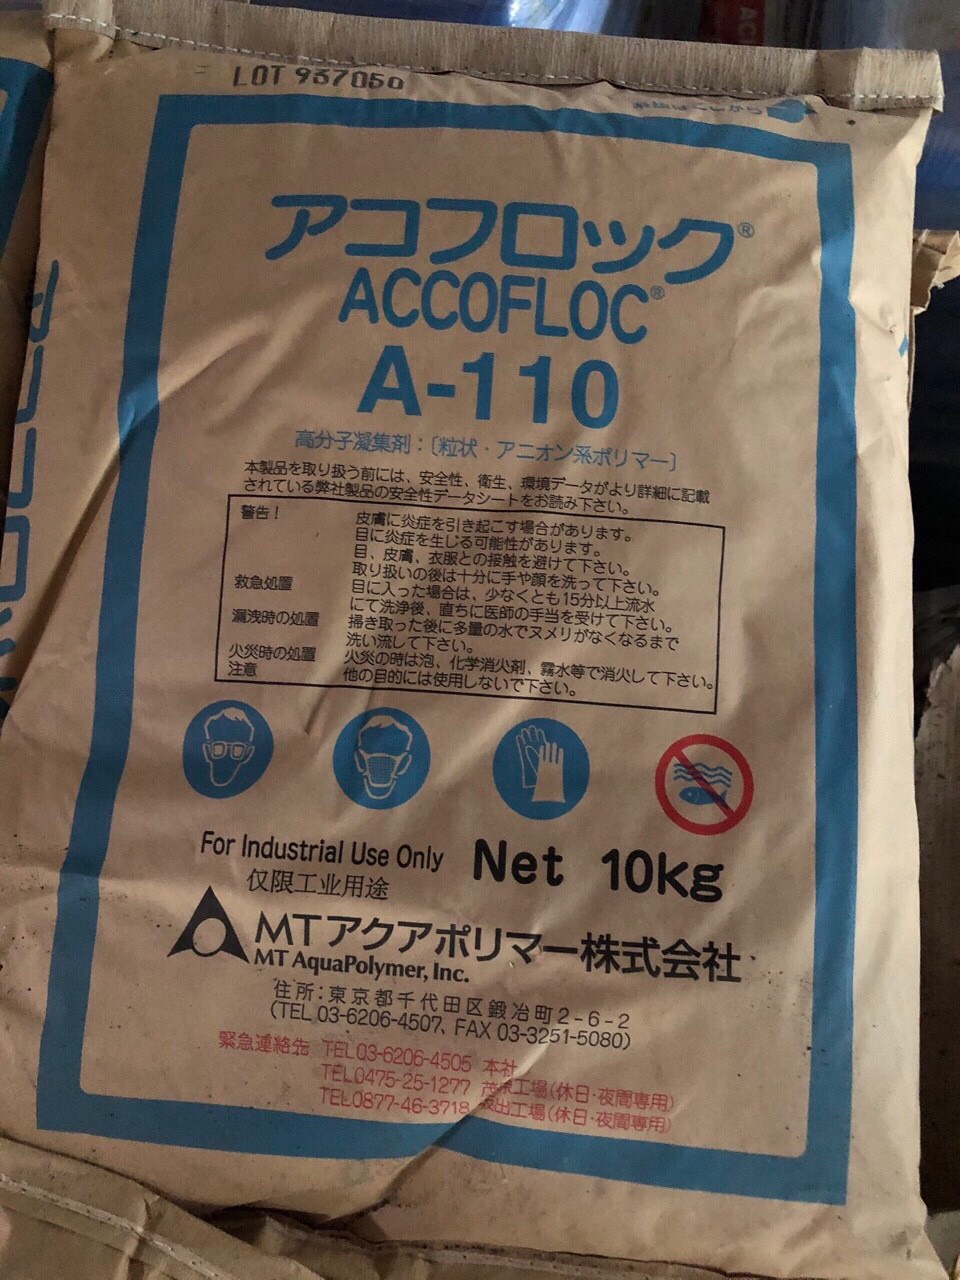 LOT 937050
アコフロック®
ACCOFLOC®
A-110
高分子凝集剤：〔粒状・アニオン系ポリマー〕
本製品を取り扱う前には、安全性、衛生、環境データがより詳細に記載
されている弊社製品の安全性データシートをお読み下さい。
警告！ 皮膚に炎症を引き起こす場合があります。
目に炎症を生じる可能性があります。
目、皮膚、衣服との接触を避けて下さい。
取り扱いの後は十分に手や顔を洗って下さい。
救急処置 目に入った場合は、少なくとも15分以上流水
にて洗浄後、直ちに医師の手当を受けて下さい。
漏洩時の処置 掃き取った後に多量の水でヌメリがなくなるまで
洗い流して下さい。
火災時の処置 火災の時は泡、化学消火剤、霧水等で消火して下さい。
注意 他の目的には使用しないで下さい。
For Industrial Use Only Net 10kg
仅限工业用途
MTアクアポリマー株式会社
MT AquaPolymer, Inc.
住所：東京都千代田区鍛冶町2-6-2
(TEL 03-6206-4507、FAX 03-3251-5080)
緊急連絡先 TEL03-6206-4505 本社
TEL0475-25-1277 茂原工場(休日・夜間専用)
TEL0877-46-3718 坂出工場(休日・夜間専用)